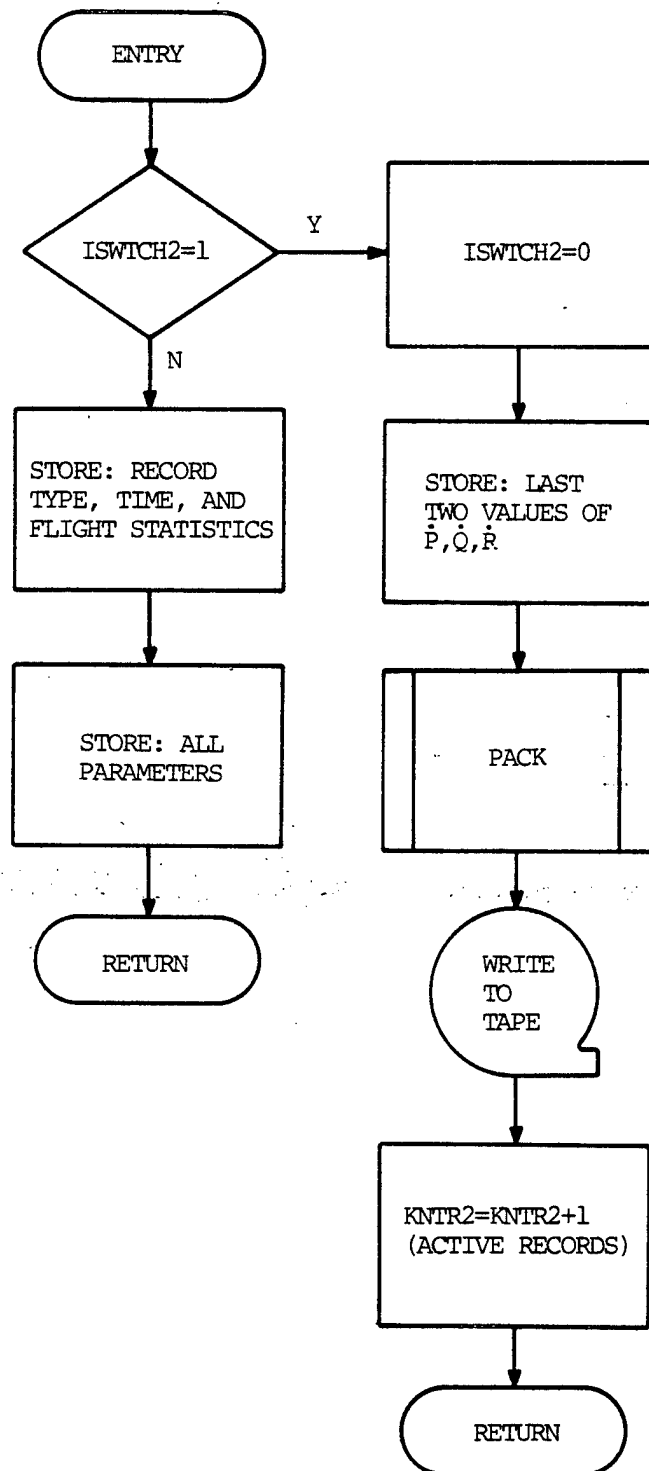 ENTRY
ISWTCH2=1
Y
N
STORE: RECORD
TYPE, TIME, AND
FLIGHT STATISTICS
STORE: ALL
PARAMETERS
RETURN
ISWTCH2=0
STORE: LAST
TWO VALUES OF
Ṗ,Q̇,Ṙ
PACK
WRITE
TO
TAPE
KNTR2=KNTR2+1
(ACTIVE RECORDS)
RETURN